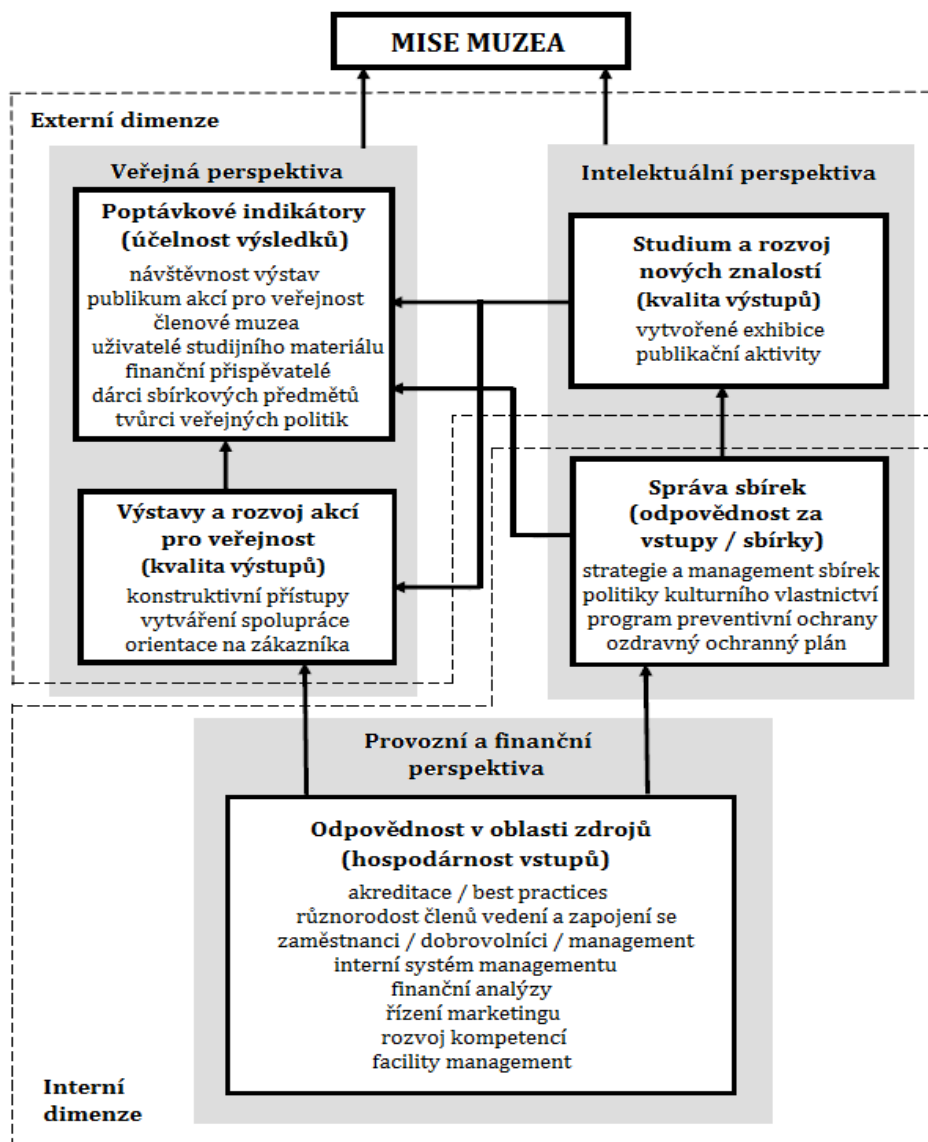 MISE MUZEA
Externí dimenze
Veřejná perspektiva
Poptávkové indikátory
(účelnost výsledků)
návštěvnost výstav
publikum akcí pro veřejnost
členové muzea
uživatelé studijního materiálu
finanční přispěvatelé
dárci sbírkových předmětů
tvůrci veřejných politik
Výstavy a rozvoj akcí
pro veřejnost
(kvalita výstupů)
konstruktivní přístupy
vytváření spolupráce
orientace na zákazníka
Intelektuální perspektiva
Studium a rozvoj
nových znalostí
(kvalita výstupů)
vytvořené exhibice
publikační aktivity
Správa sbírek
(odpovědnost za
vstupy / sbírky)
strategie a management sbírek
politiky kulturního vlastnictví
program preventivní ochrany
ozdravný ochranný plán
Provozní a finanční
perspektiva
Odpovědnost v oblasti zdrojů
(hospodárnost vstupů)
akreditace / best practices
různorodost členů vedení a zapojení se
zaměstnanci / dobrovolníci / management
interní systém managementu
finanční analýzy
řízení marketingu
rozvoj kompetencí
facility management
Interní
dimenze